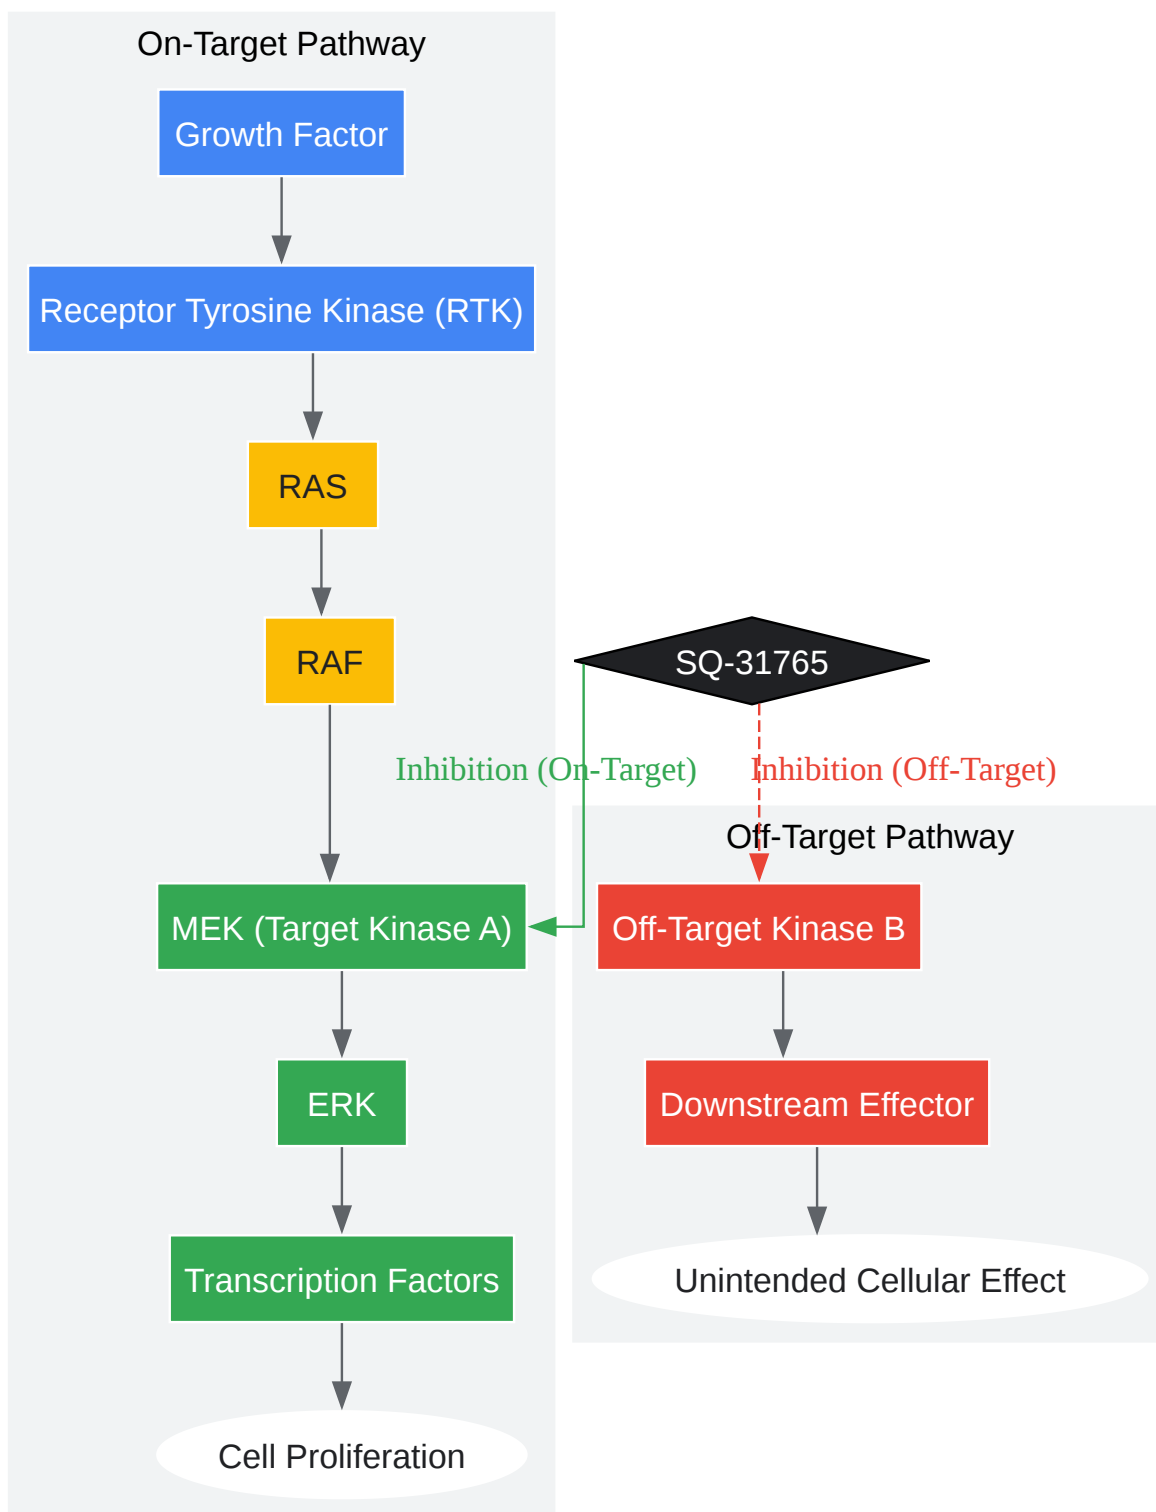 On-Target Pathway
Growth Factor
Receptor Tyrosine Kinase (RTK)
RAS
RAF
SQ-31765
Inhibition (On-Target)
Inhibition (Off-Target)
Off-Target Pathway
MEK (Target Kinase A)
Off-Target Kinase B
ERK
Downstream Effector
Transcription Factors
Unintended Cellular Effect
Cell Proliferation